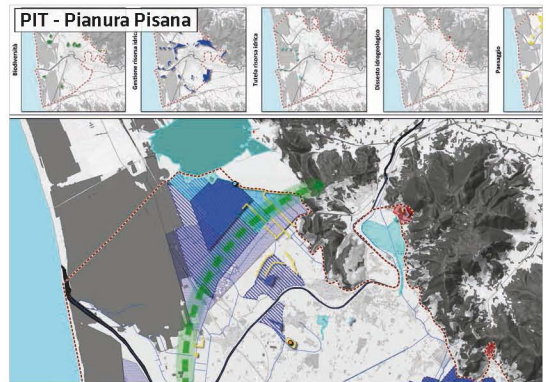 PIT - Pianura Pisana
Biodiversità
Gestione risorsa idrica
Tutela risorsa idrica
Dissesto idrogeologico
Paesaggio